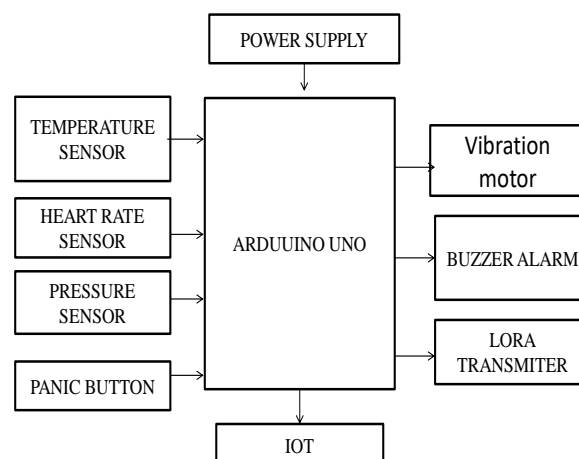 POWER SUPPLY
TEMPERATURE
SENSOR
HEART RATE
SENSOR
PRESSURE
SENSOR
PANIC BUTTON
ARDUUINO UNO
Vibration
motor
BUZZER ALARM
LORA
TRANSMITER
IOT